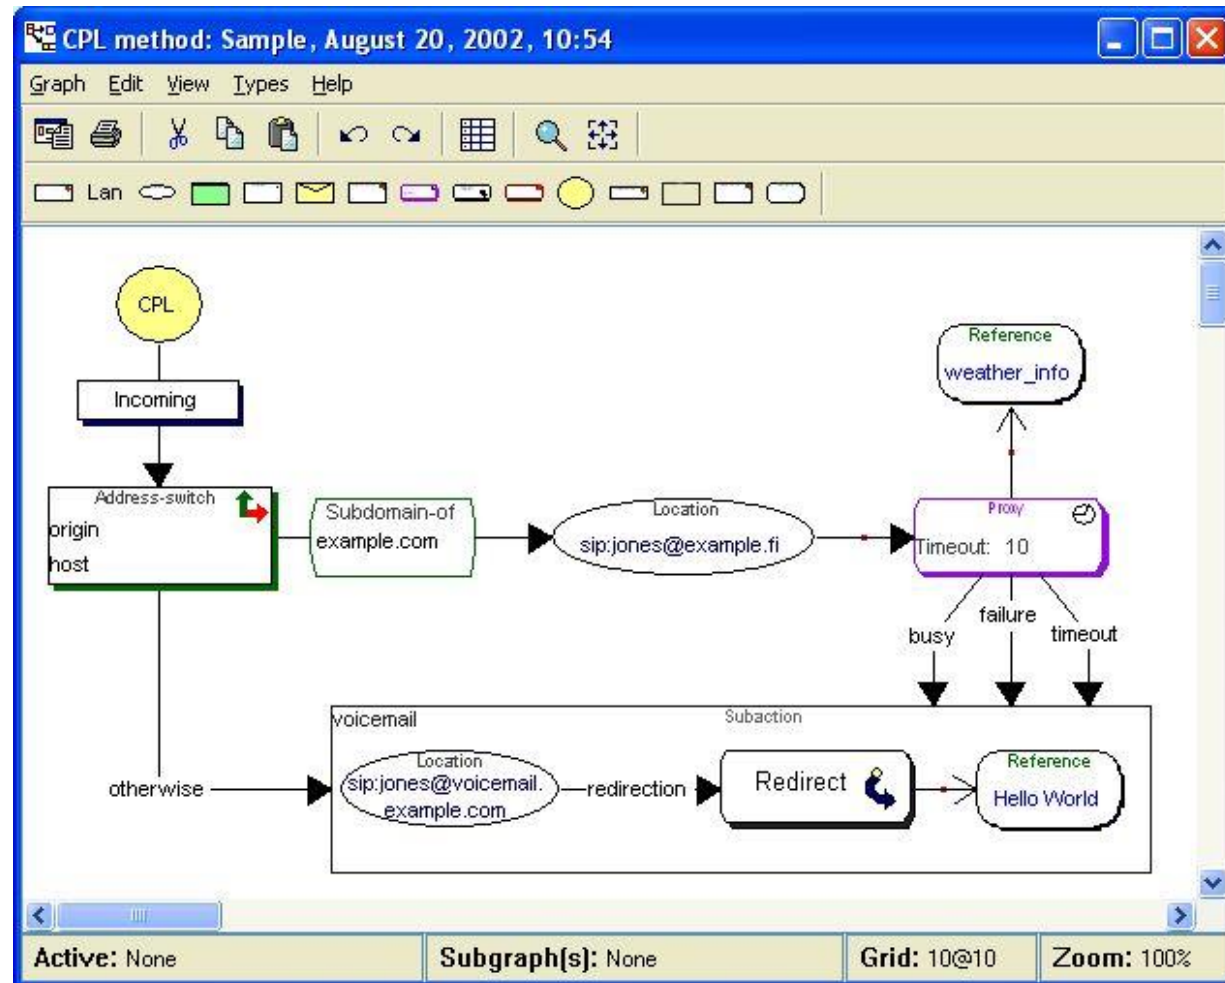 CPL method: Sample, August 20, 2002, 10:54
Graph Edit View Types Help
Lan
CPL
Incoming
Address-switch
origin
host
Subdomain-of
example.com
Location
sip:jones@example.fi
Reference
weather_info
Proxy
Timeout: 10
busy
failure
timeout
otherwise
voicemail
Subaction
Location
sip:jones@voicemail.
example.com
redirection
Redirect
Reference
Hello World
Active: None
Subgraph(s): None
Grid: 10@10
Zoom: 100%